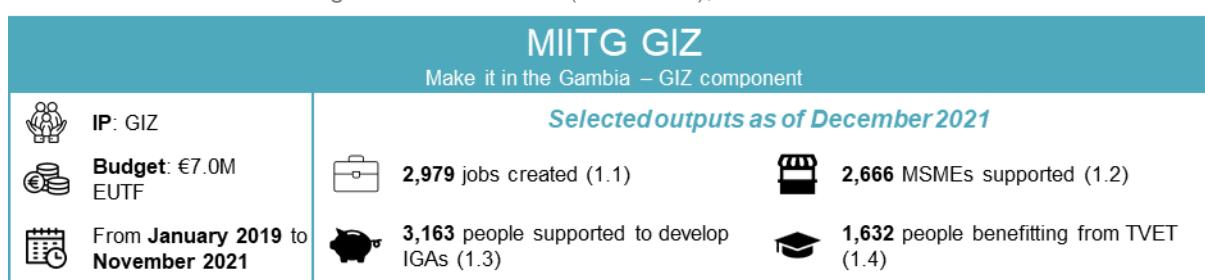 MIITG GIZ
Make it in the Gambia – GIZ component
IP: GIZ
Budget: €7.0M
EUTF
From January 2019 to
November 2021
Selected outputs as of December 2021
2,979 jobs created (1.1)
2,666 MSMEs supported (1.2)
3,163 people supported to develop
IGAs (1.3)
1,632 people benefitting from TVET
(1.4)